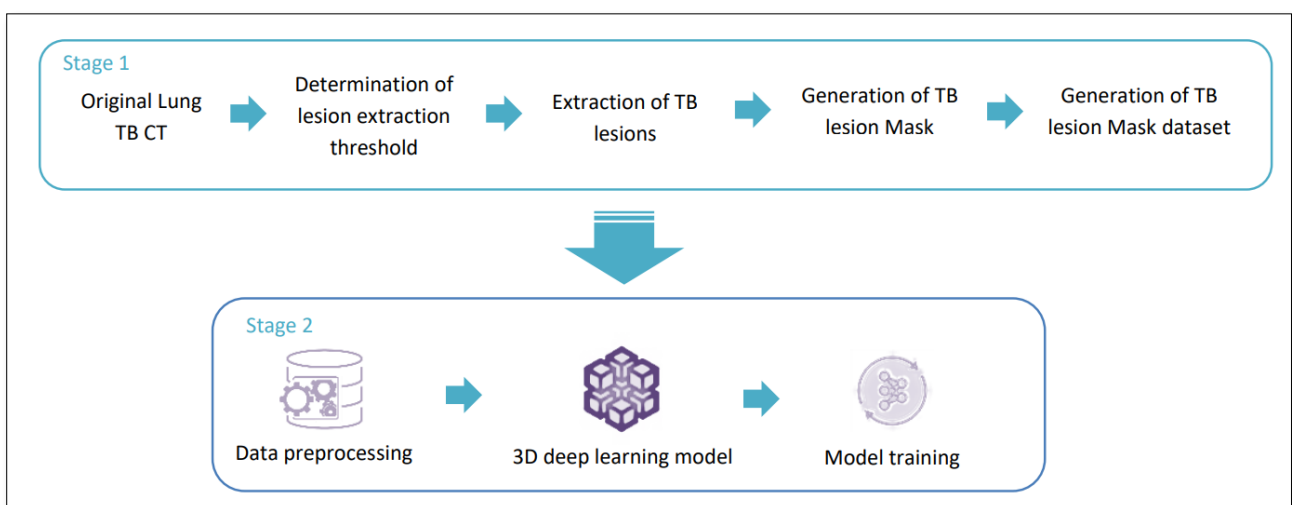 Stage 1
Original Lung
TB CT
Determination of
lesion extraction
threshold
Extraction of TB
lesions
Generation of TB
lesion Mask
Generation of TB
lesion Mask dataset
Stage 2
Data preprocessing
3D deep learning model
Model training